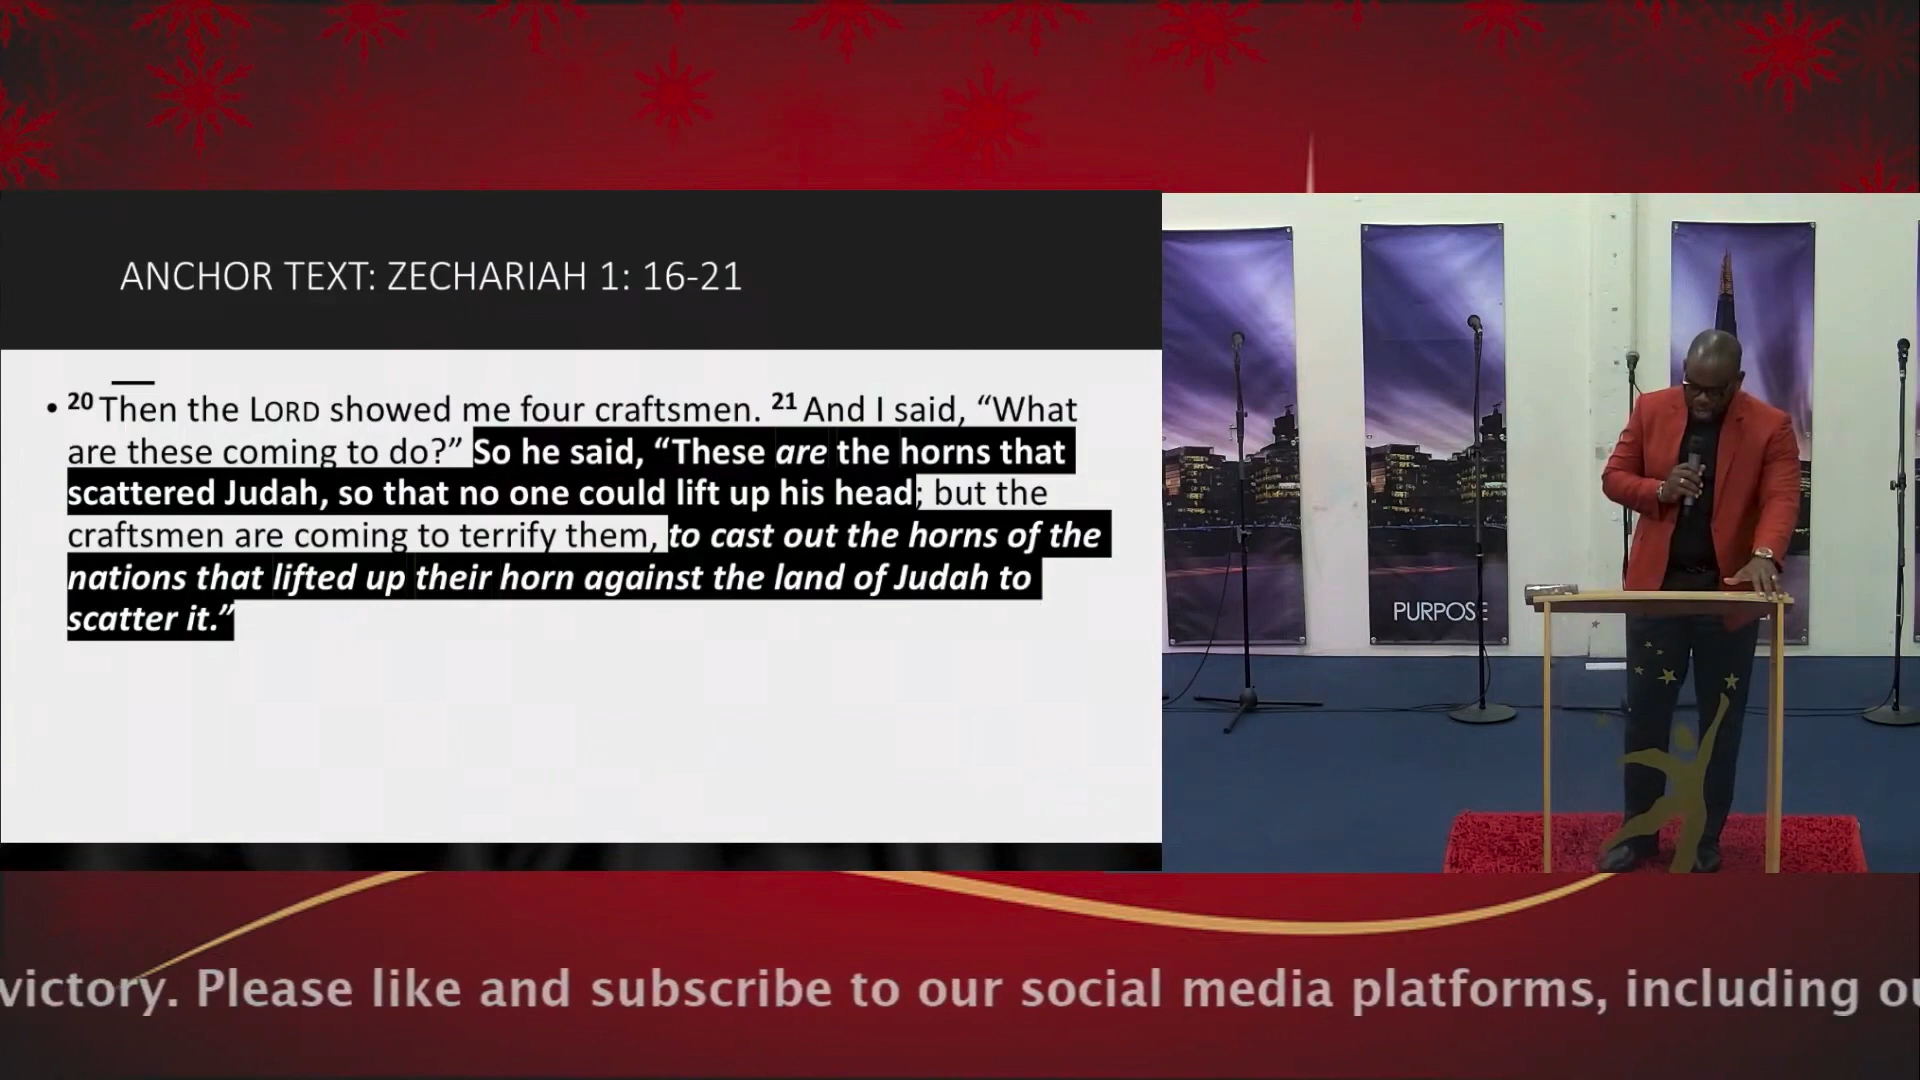 ANCHOR TEXT: ZECHARIAH 1: 16-21
• 20 Then the LORD showed me four craftsmen. 21 And I said, “What
are these coming to do?” So he said, “These are the horns that
scattered Judah, so that no one could lift up his head; but the
craftsmen are coming to terrify them, to cast out the horns of the
nations that lifted up their horn against the land of Judah to
scatter it.”
PURPOSE
victory. Please like and subscribe to our social media platforms, including